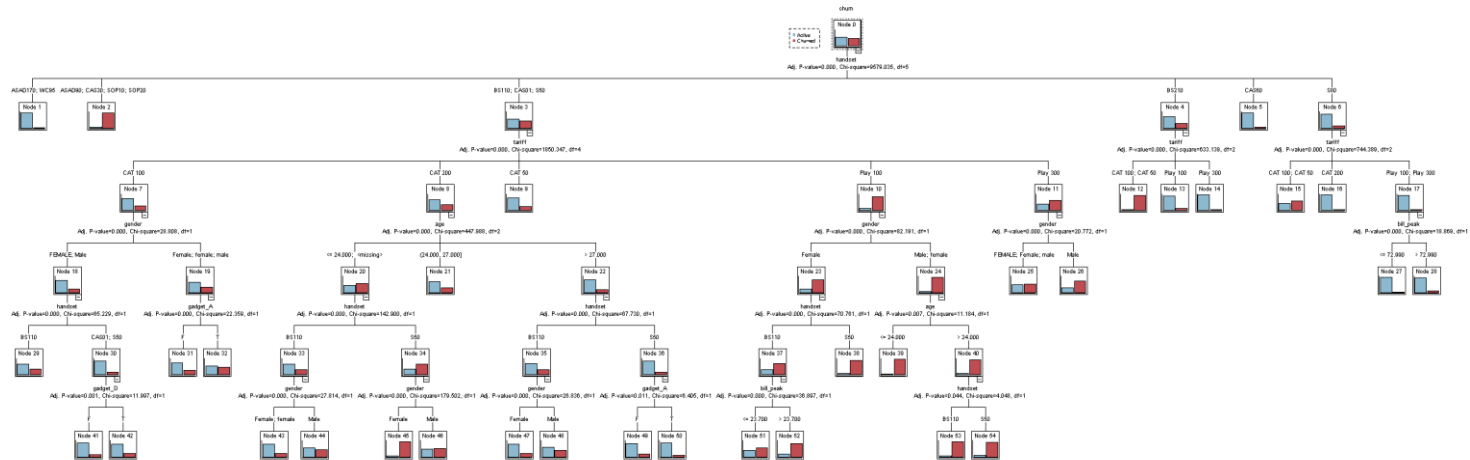 churn
Node 0
Active
Churned
handset
Adj. P-value=0.000, Chi-square=9579.035, df=5
ASAD170; WC95
ASAD90; CAS30; SOP10; SOP20
BS110; CAS01; S50
BS210
CAS60
S80
Node 1
Node 2
Node 3
Node 4
Node 5
Node 6
tariff
Adj. P-value=0.000, Chi-square=1850.347, df=4
tariff
Adj. P-value=0.000, Chi-square=633.139, df=2
tariff
Adj. P-value=0.000, Chi-square=744.389, df=2
CAT 100
CAT 200
CAT 50
Play 100
Play 300
CAT 100; CAT 50
Play 100
Play 300
CAT 100; CAT 50
CAT 200
Play 100; Play 300
Node 7
Node 8
Node 9
Node 10
Node 11
Node 12
Node 13
Node 14
Node 15
Node 16
Node 17
gender
Adj. P-value=0.000, Chi-square=28.888, df=1
age
Adj. P-value=0.000, Chi-square=447.988, df=2
gender
Adj. P-value=0.000, Chi-square=82.191, df=1
gender
Adj. P-value=0.000, Chi-square=20.772, df=1
bill_peak
Adj. P-value=0.000, Chi-square=18.959, df=1
FEMALE; Male
Female; female; male
<= 24.000; <missing>
(24.000, 27.000]
> 27.000
Female
Male; female
FEMALE; Female; male
Male
<= 72.990
> 72.990
Node 18
Node 19
Node 20
Node 21
Node 22
Node 23
Node 24
Node 25
Node 26
Node 27
Node 28
handset
Adj. P-value=0.000, Chi-square=65.229, df=1
gadget_A
Adj. P-value=0.000, Chi-square=22.359, df=1
handset
Adj. P-value=0.000, Chi-square=142.980, df=1
handset
Adj. P-value=0.000, Chi-square=67.730, df=1
handset
Adj. P-value=0.000, Chi-square=70.761, df=1
age
Adj. P-value=0.007, Chi-square=11.184, df=1
BS110
CAS01; S50
F
T
BS110
S50
BS110
S50
BS110
S50
<= 24.000
> 24.000
Node 29
Node 30
Node 31
Node 32
Node 33
Node 34
Node 35
Node 36
Node 37
Node 38
Node 39
Node 40
gadget_D
Adj. P-value=0.001, Chi-square=11.997, df=1
gender
Adj. P-value=0.000, Chi-square=27.814, df=1
gender
Adj. P-value=0.000, Chi-square=179.502, df=1
gender
Adj. P-value=0.000, Chi-square=26.836, df=1
gadget_A
Adj. P-value=0.011, Chi-square=6.405, df=1
bill_peak
Adj. P-value=0.000, Chi-square=36.897, df=1
handset
Adj. P-value=0.044, Chi-square=4.048, df=1
F
T
Female; female
Male
Female
Male
Female
Male
F
T
<= 23.700
> 23.700
BS110
S50
Node 41
Node 42
Node 43
Node 44
Node 45
Node 46
Node 47
Node 48
Node 49
Node 50
Node 51
Node 52
Node 53
Node 54